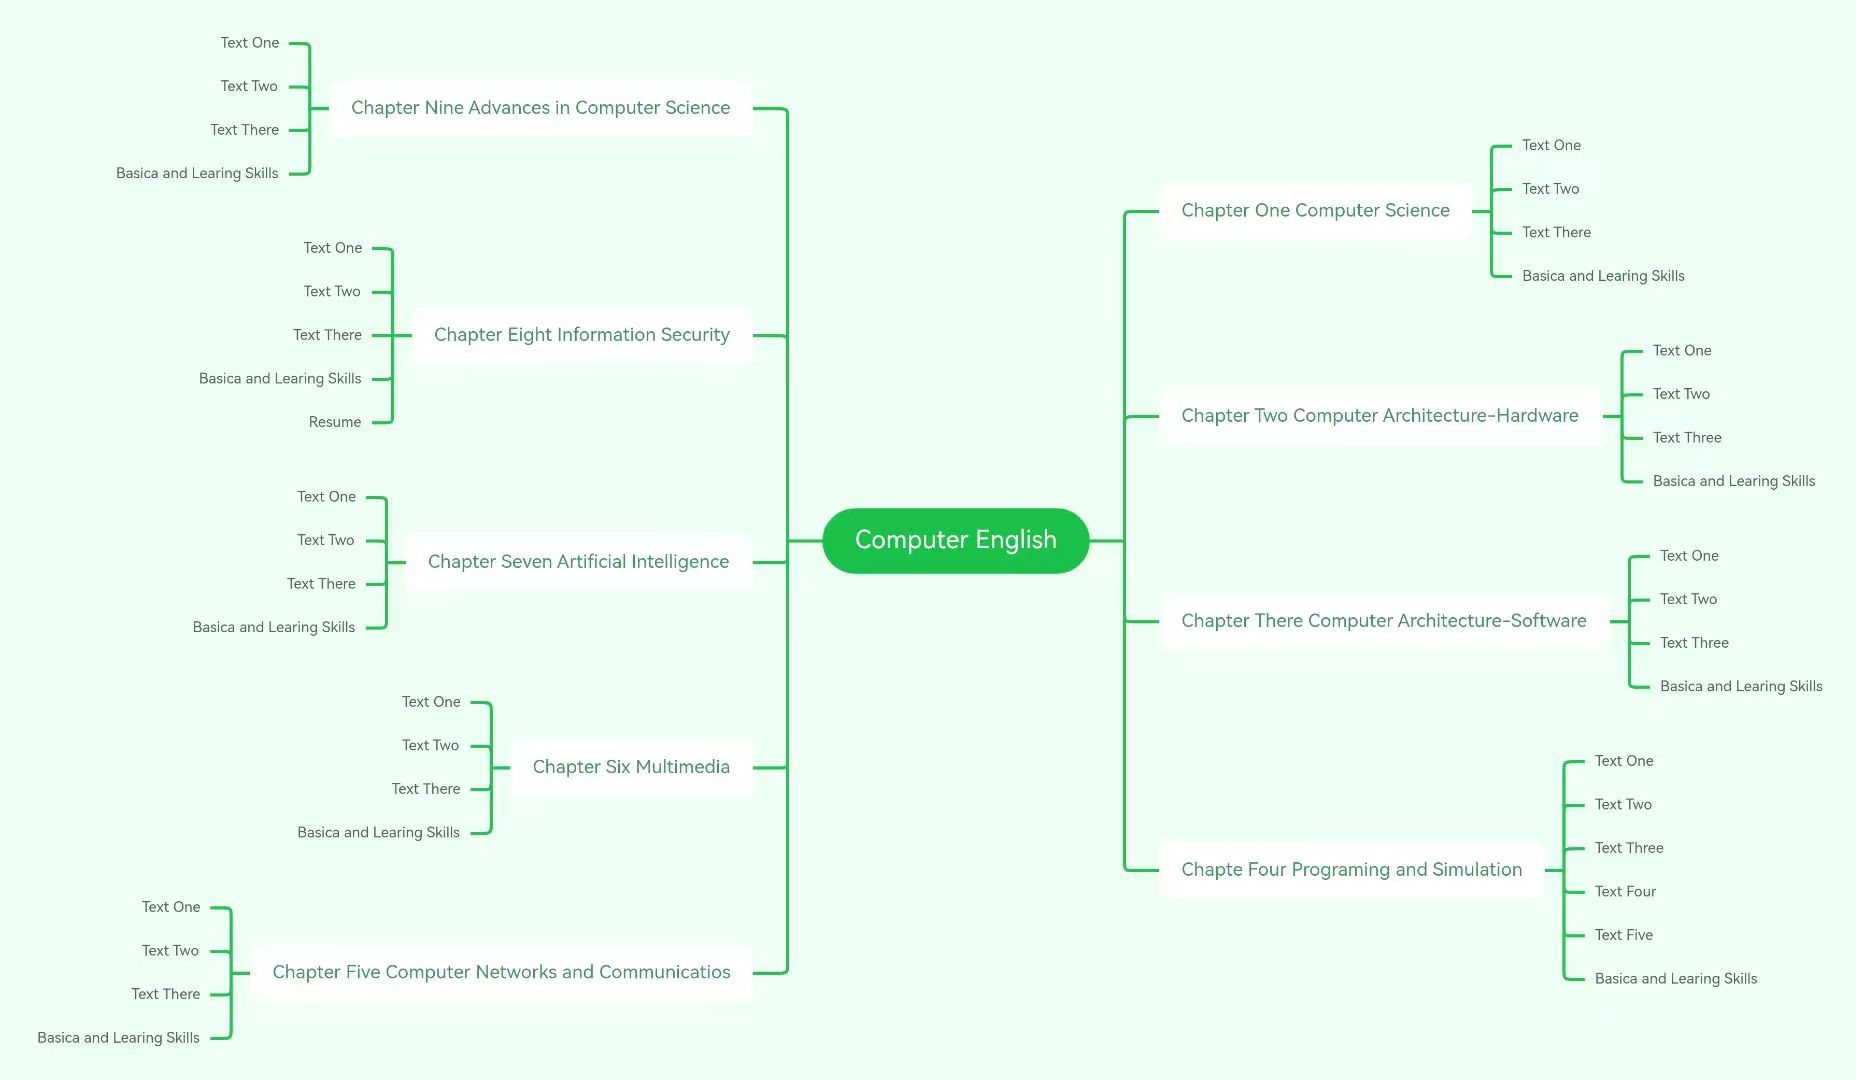 Computer English
Chapter One Computer Science
Text One
Text Two
Text There
Basica and Learing Skills
Chapter Two Computer Architecture-Hardware
Text One
Text Two
Text Three
Basica and Learing Skills
Chapter There Computer Architecture-Software
Text One
Text Two
Text Three
Basica and Learing Skills
Chapte Four Programing and Simulation
Text One
Text Two
Text Three
Text Four
Text Five
Basica and Learing Skills
Chapter Five Computer Networks and Communicatios
Text One
Text Two
Text There
Basica and Learing Skills
Chapter Six Multimedia
Text One
Text Two
Text There
Basica and Learing Skills
Chapter Seven Artificial Intelligence
Text One
Text Two
Text There
Basica and Learing Skills
Chapter Eight Information Security
Text One
Text Two
Text There
Basica and Learing Skills
Resume
Chapter Nine Advances in Computer Science
Text One
Text Two
Text There
Basica and Learing Skills